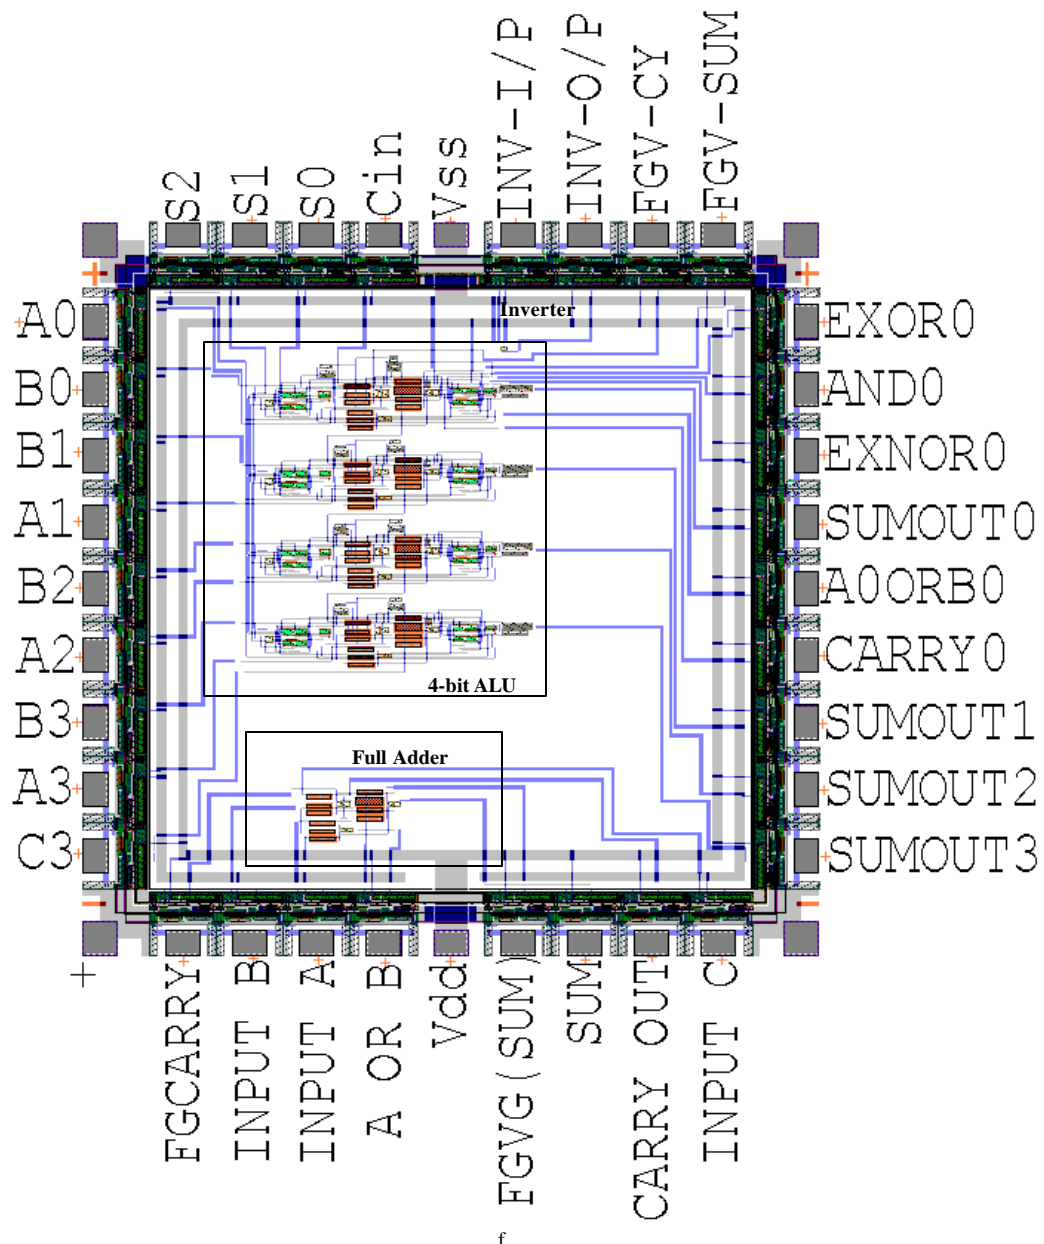 S2
S1
S0
Cin
Vss
INV-I/P
INV-O/P
FGV-CY
FGV-SUM
A0
B0
B1
A1
B2
A2
B3
A3
C3
Inverter
4-bit ALU
Full Adder
EXOR0
AND0
EXNOR0
SUMOUT0
A0ORB0
CARRY0
SUMOUT1
SUMOUT2
SUMOUT3
FGCARRY
INPUT B
INPUT A
A OR B
Vdd
FGVG(SUM)
SUM
CARRY OUT
INPUT C
f